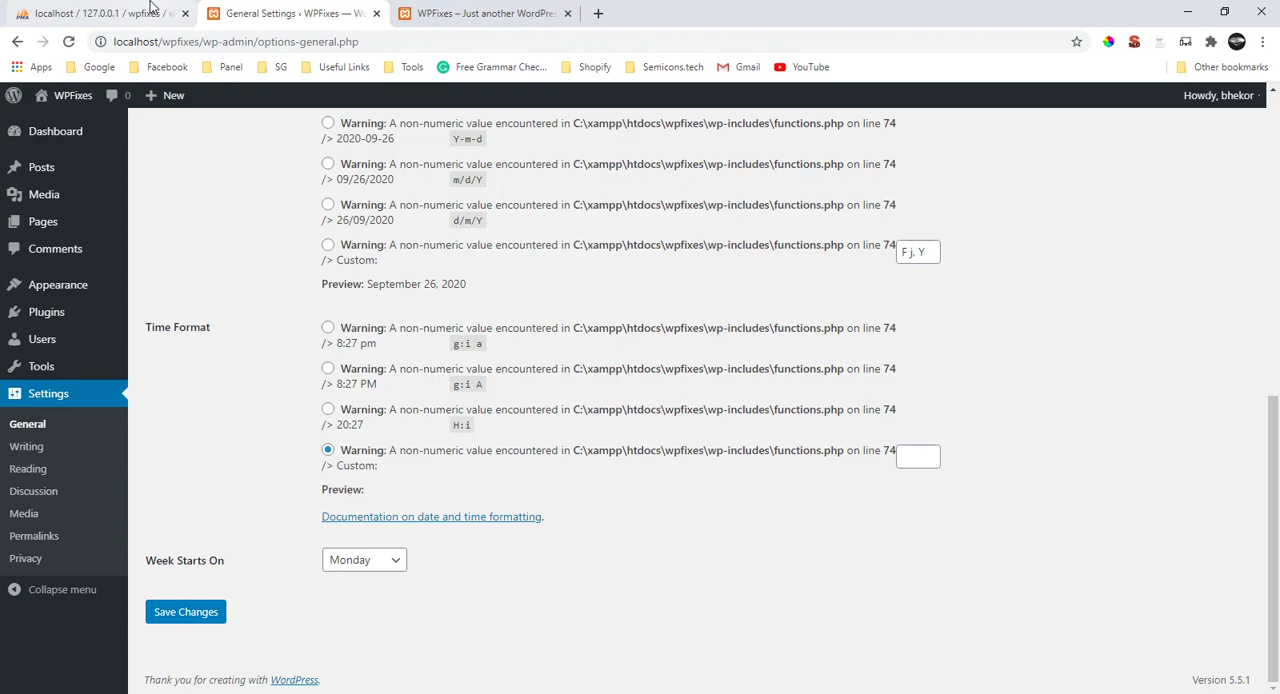 localhost / 127.0.0.1 / wpfixes / w
General Settings ‹ WPFixes — Wo
WPFixes – Just another WordPres
localhost/wpfixes/wp-admin/options-general.php
Apps Google Facebook Panel SG Useful Links Tools Free Grammar Chec... Shopify Semicons.tech Gmail YouTube Other bookmarks
WPFixes 0 + New Howdy, bhekor
Dashboard
Posts
Media
Pages
Comments
Appearance
Plugins
Users
Tools
Settings
General
Writing
Reading
Discussion
Media
Permalinks
Privacy
Collapse menu
Warning: A non-numeric value encountered in C:\xampp\htdocs\wpfixes\wp-includes\functions.php on line 74
/> 2020-09-26 Y-m-d
Warning: A non-numeric value encountered in C:\xampp\htdocs\wpfixes\wp-includes\functions.php on line 74
/> 09/26/2020 m/d/Y
Warning: A non-numeric value encountered in C:\xampp\htdocs\wpfixes\wp-includes\functions.php on line 74
/> 26/09/2020 d/m/Y
Warning: A non-numeric value encountered in C:\xampp\htdocs\wpfixes\wp-includes\functions.php on line 74 F j, Y
/> Custom:
Preview: September 26, 2020
Time Format
Warning: A non-numeric value encountered in C:\xampp\htdocs\wpfixes\wp-includes\functions.php on line 74
/> 8:27 pm g:i a
Warning: A non-numeric value encountered in C:\xampp\htdocs\wpfixes\wp-includes\functions.php on line 74
/> 8:27 PM g:i A
Warning: A non-numeric value encountered in C:\xampp\htdocs\wpfixes\wp-includes\functions.php on line 74
/> 20:27 H:i
Warning: A non-numeric value encountered in C:\xampp\htdocs\wpfixes\wp-includes\functions.php on line 74
/> Custom:
Preview:
Documentation on date and time formatting.
Week Starts On Monday
Save Changes
Thank you for creating with WordPress. Version 5.5.1